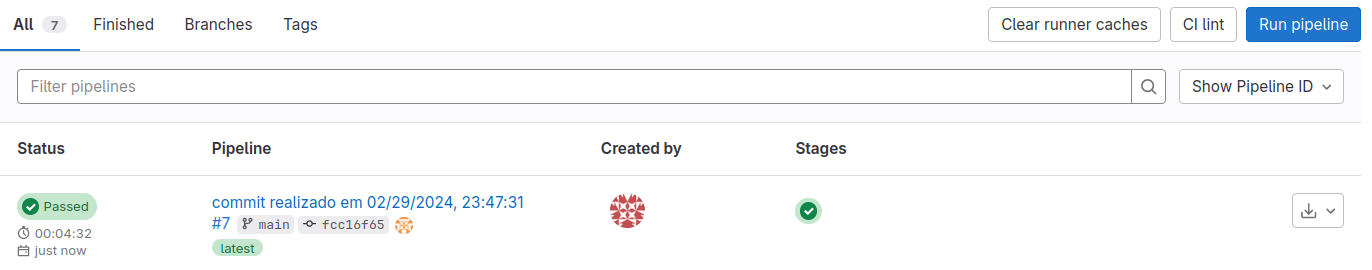 All 7 Finished Branches Tags Clear runner caches CI lint Run pipeline
Filter pipelines Show Pipeline ID
Status Pipeline Created by Stages
Passed commit realizado em 02/29/2024, 23:47:31
#7 main fcc16f65
00:04:32
just now latest